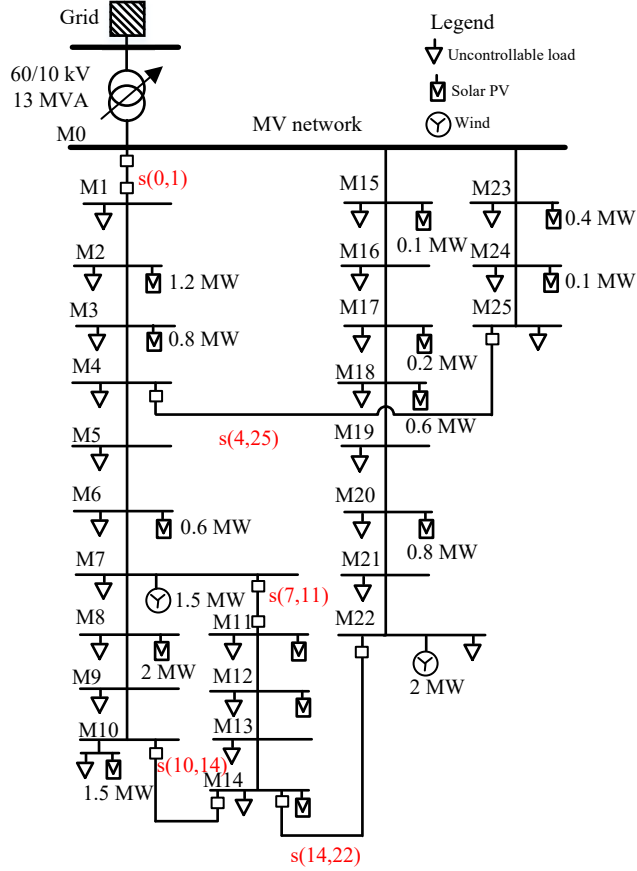 Grid
Legend
Uncontrollable load
Solar PV
Wind
60/10 kV
13 MVA
M0
MV network
s(0,1)
M1
M2
1.2 MW
M3
0.8 MW
M4
s(4,25)
M5
M6
0.6 MW
M7
1.5 MW
s(7,11)
M8
2 MW
M9
M10
1.5 MW
s(10,14)
M11
M12
M13
M14
s(14,22)
M15
0.1 MW
M16
M17
0.2 MW
M18
0.6 MW
M19
M20
0.8 MW
M21
M22
2 MW
M23
0.4 MW
M24
0.1 MW
M25